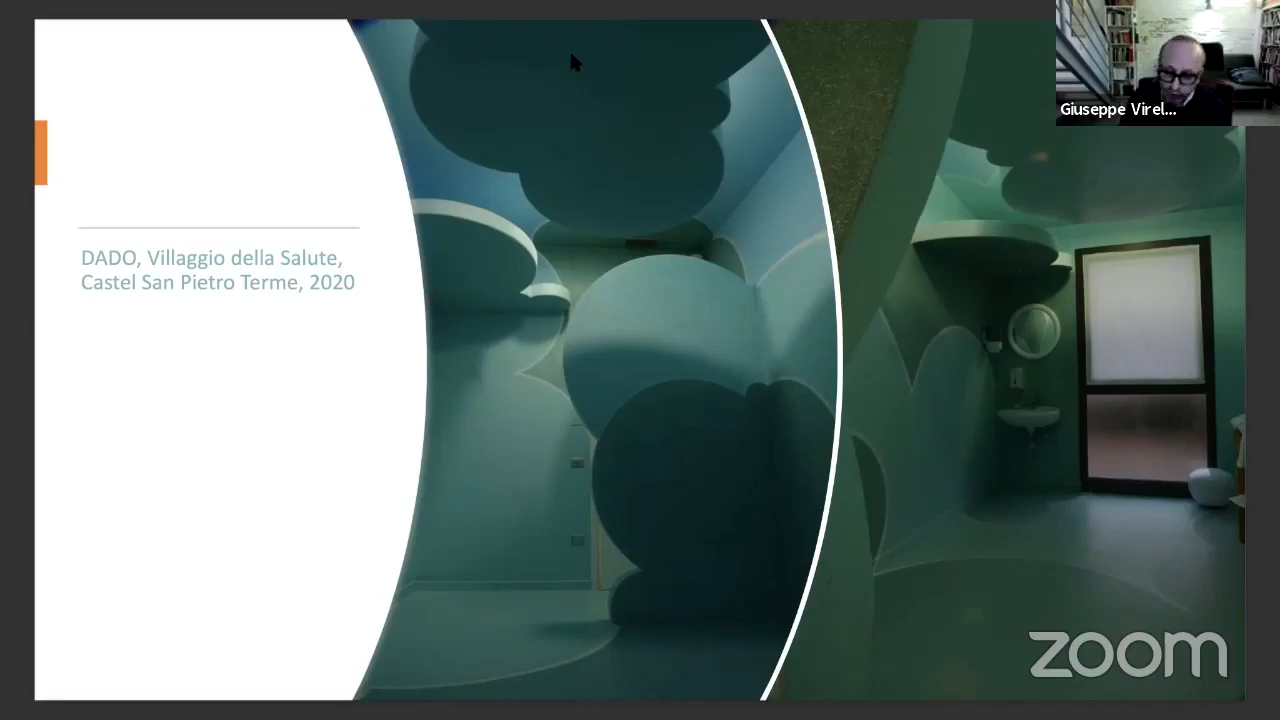 Giuseppe Virel...
DADO, Villaggio della Salute,
Castel San Pietro Terme, 2020
zoom